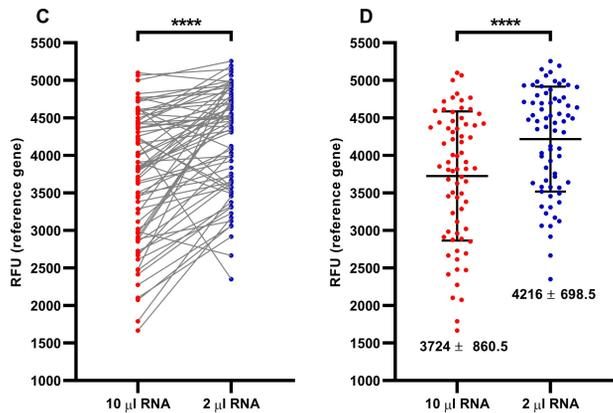 C
****
RFU (reference gene)
5500
5000
4500
4000
3500
3000
2500
2000
1500
1000
10 μl RNA
2 μl RNA
D
****
RFU (reference gene)
5500
5000
4500
4000
3500
3000
2500
2000
1500
1000
4216 ± 698.5
3724 ± 860.5
10 μl RNA
2 μl RNA